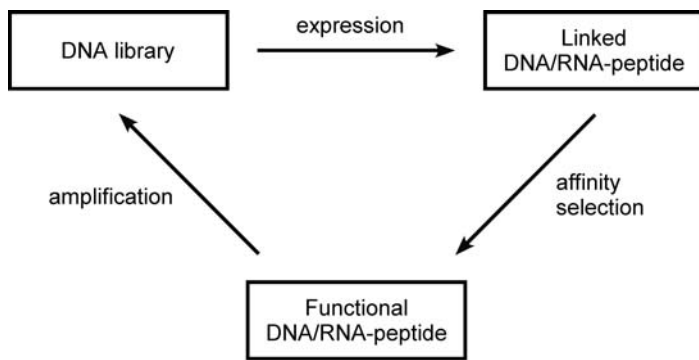 DNA library
expression
Linked
DNA/RNA-peptide
amplification
affinity
selection
Functional
DNA/RNA-peptide